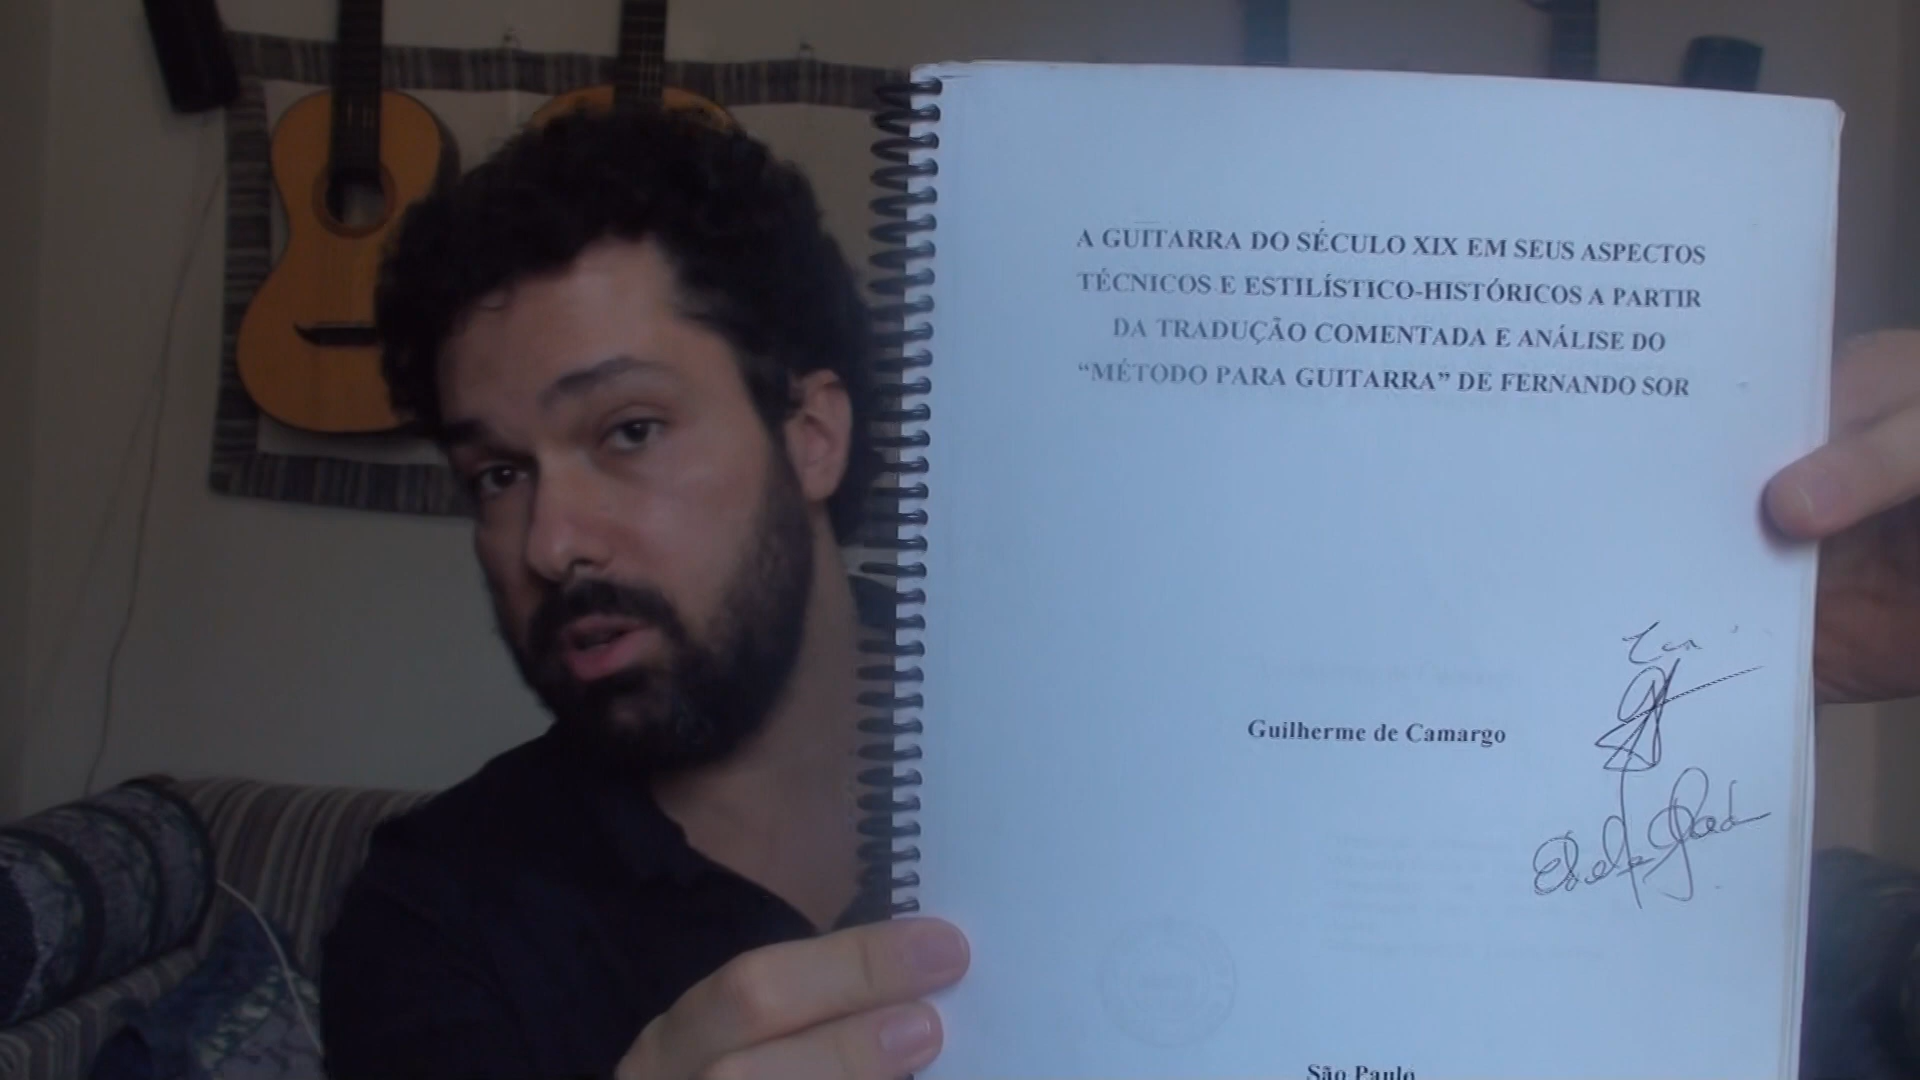 A GUITARRA DO SÉCULO XIX EM SEUS ASPECTOS
TÉCNICOS E ESTILÍSTICO-HISTÓRICOS A PARTIR
DA TRADUÇÃO COMENTADA E ANÁLISE DO
“MÉTODO PARA GUITARRA” DE FERNANDO SOR
Guilherme de Camargo
São Paulo